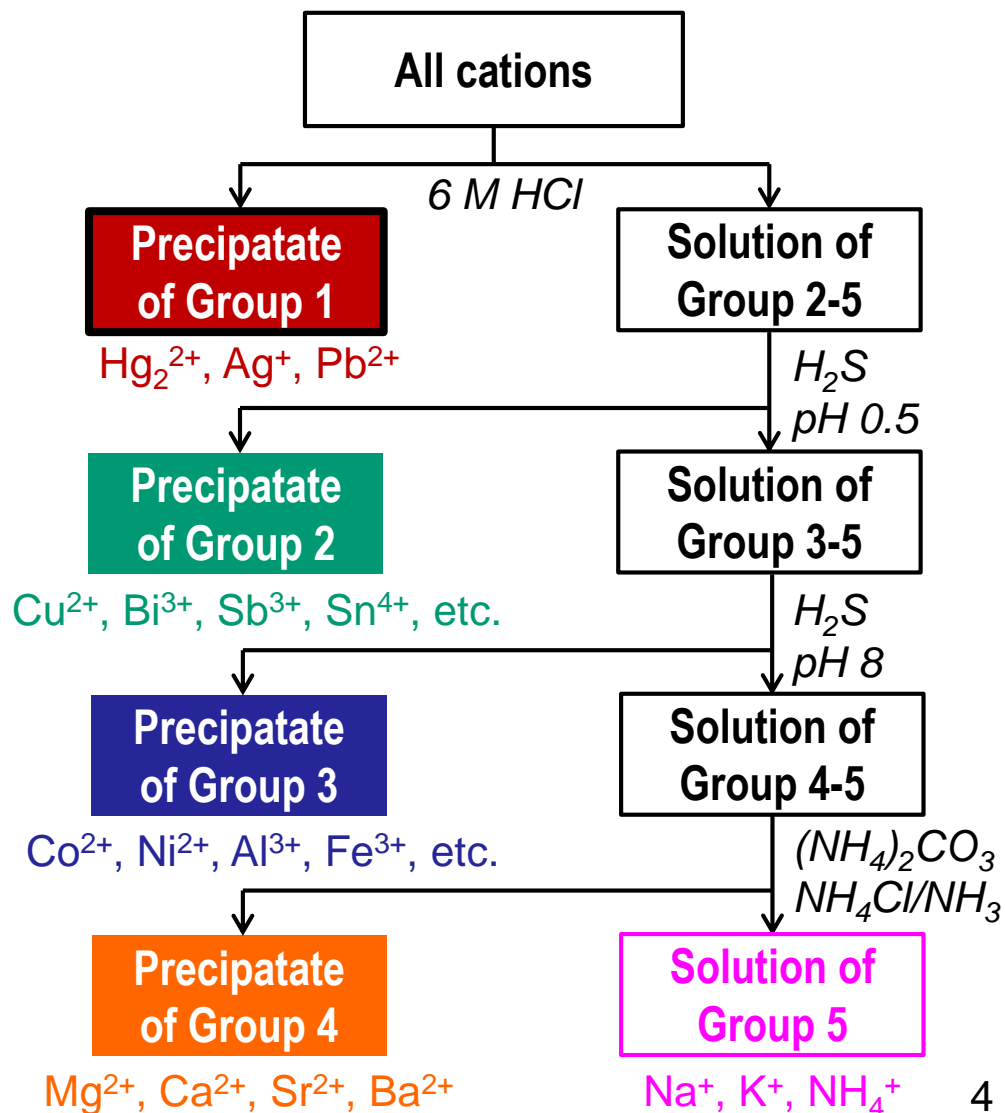 All cations
6 M HCl
Precipatate
of Group 1
Solution of
Group 2-5
Hg₂²⁺, Ag⁺, Pb²⁺
H₂S
pH 0.5
Precipatate
of Group 2
Solution of
Group 3-5
Cu²⁺, Bi³⁺, Sb³⁺, Sn⁴⁺, etc.
H₂S
pH 8
Precipatate
of Group 3
Solution of
Group 4-5
Co²⁺, Ni²⁺, Al³⁺, Fe³⁺, etc.
(NH₄)₂CO₃
NH₄Cl/NH₃
Precipatate
of Group 4
Solution of
Group 5
Mg²⁺, Ca²⁺, Sr²⁺, Ba²⁺
Na⁺, K⁺, NH₄⁺
4